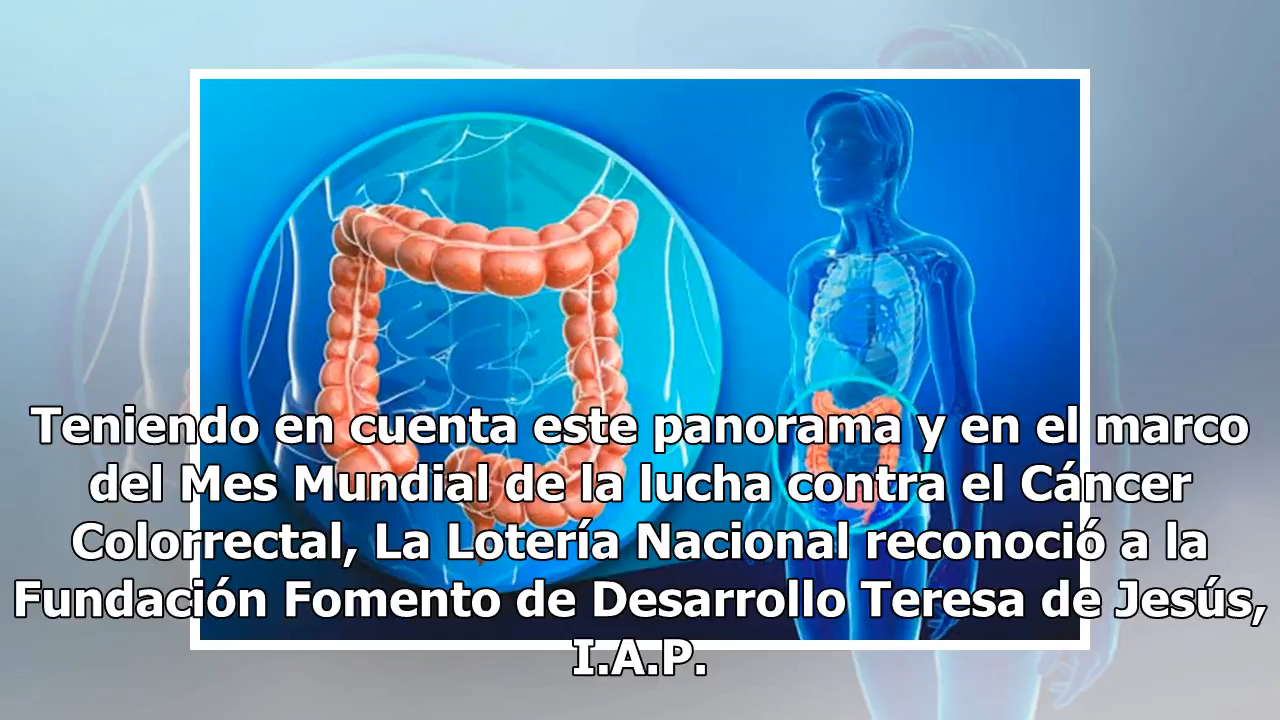 Teniendo en cuenta este panorama y en el marco
del Mes Mundial de la lucha contra el Cáncer
Colorrectal, La Lotería Nacional reconoció a la
Fundación Fomento de Desarrollo Teresa de Jesús,
I.A.P.